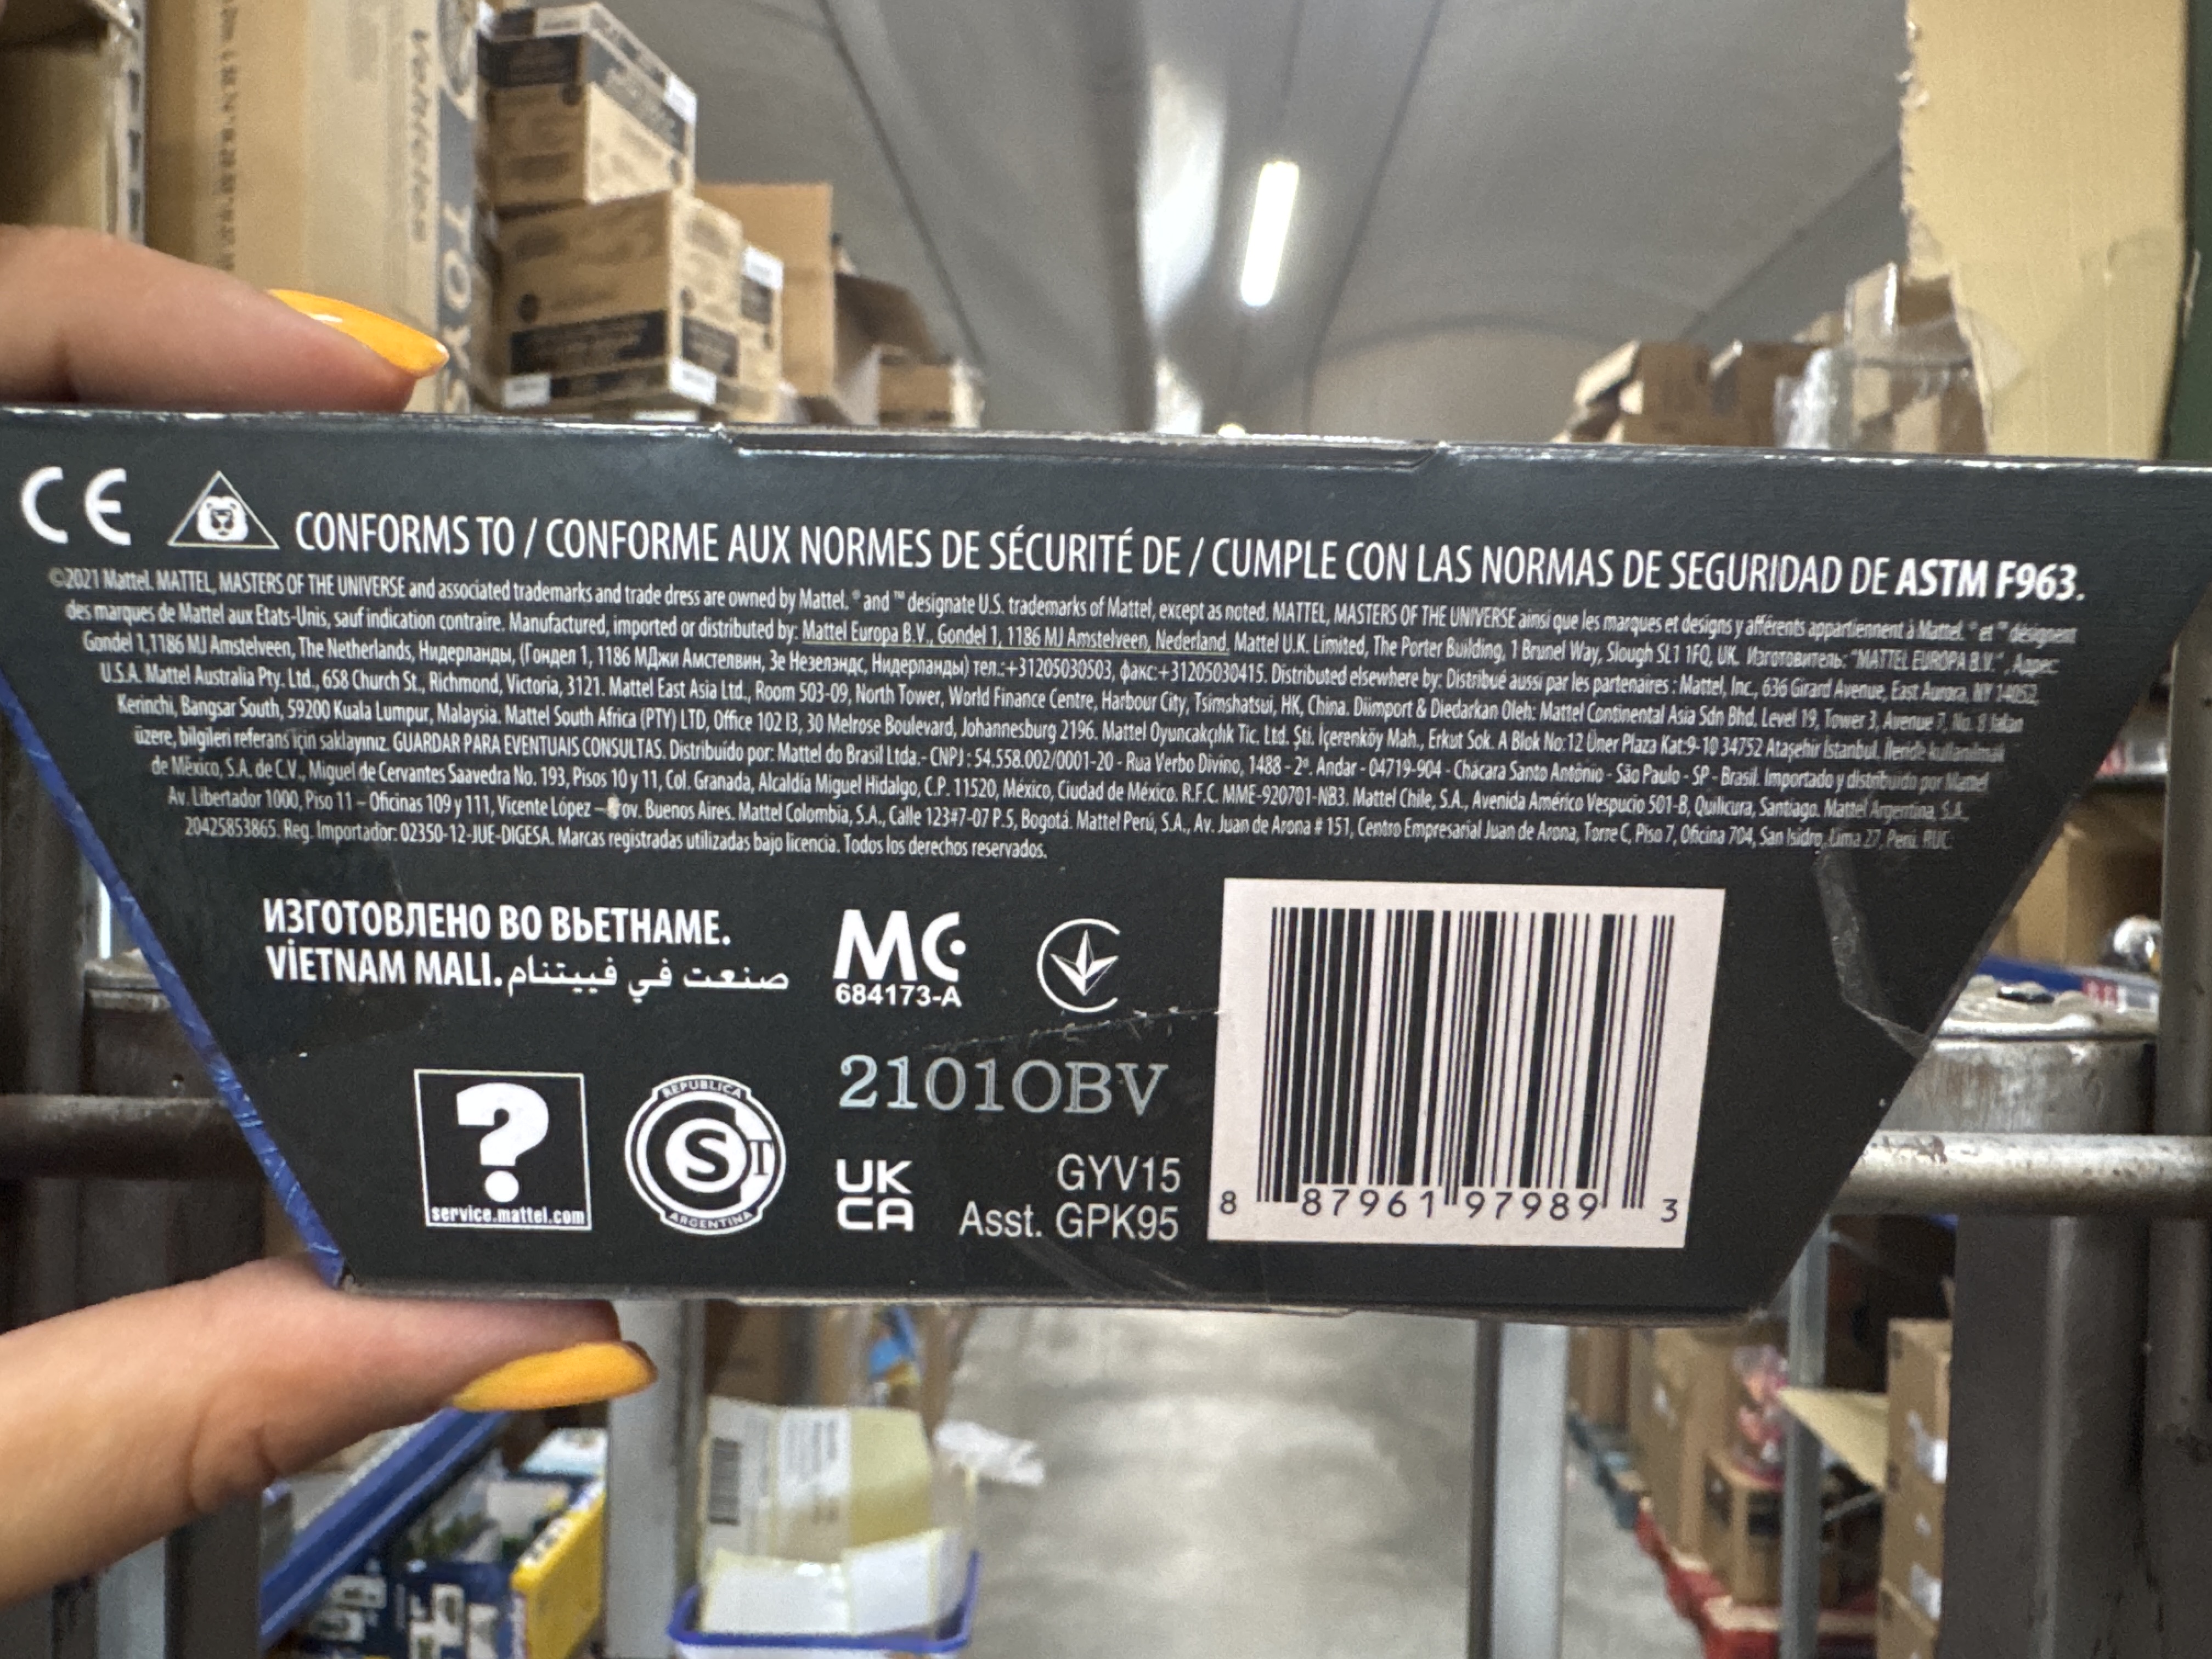 Vehicles
TOYS
CE
CONFORMS TO / CONFORME AUX NORMES DE SÉCURITÉ DE / CUMPLE CON LAS NORMAS DE SEGURIDAD DE ASTM F963.
©2021 Mattel. MATTEL, MASTERS OF THE UNIVERSE and associated trademarks and trade dress are owned by Mattel. ® and ™ designate U.S. trademarks of Mattel, except as noted. MATTEL, MASTERS OF THE UNIVERSE ainsi que les marques et designs y afférents appartiennent à Mattel. ® et ™ désignent
des marques de Mattel aux Etats-Unis, sauf indication contraire. Manufactured, imported or distributed by: Mattel Europa B.V., Gondel 1, 1186 MJ Amstelveen, Nederland. Mattel U.K. Limited, The Porter Building, 1 Brunel Way, Slough SL1 1FQ, UK. Изготовитель: "MATTEL EUROPA B.V.", Адрес:
Gondel 1,1186 MJ Amstelveen, The Netherlands, Нидерланды, (Гондел 1, 1186 МДжи Амстелвин, Зе Незелэндс, Нидерланды) тел.:+31205030503, факс:+31205030415. Distributed elsewhere by: Distribué aussi par les partenaires : Mattel, Inc., 636 Girard Avenue, East Aurora, NY 14052,
U.S.A. Mattel Australia Pty. Ltd., 658 Church St., Richmond, Victoria, 3121. Mattel East Asia Ltd., Room 503-09, North Tower, World Finance Centre, Harbour City, Tsimshatsui, HK, China. Diimport & Diedarkan Oleh: Mattel Continental Asia Sdn Bhd. Level 19, Tower 3, Avenue 7, No. 8 Jalan
Kerinchi, Bangsar South, 59200 Kuala Lumpur, Malaysia. Mattel South Africa (PTY) LTD, Office 102 I3, 30 Melrose Boulevard, Johannesburg 2196. Mattel Oyuncakçılık Tic. Ltd. Şti. İçerenköy Mah., Erkut Sok. A Blok No:12 Üner Plaza Kat:9-10 34752 Ataşehir İstanbul. İleride kullanılmak
üzere, bilgileri referans için saklayınız. GUARDAR PARA EVENTUAIS CONSULTAS. Distribuído por: Mattel do Brasil Ltda.- CNPJ : 54.558.002/0001-20 - Rua Verbo Divino, 1488 - 2º. Andar - 04719-904 - Chácara Santo Antônio - São Paulo - SP - Brasil. Importado y distribuido por Mattel
de México, S.A. de C.V., Miguel de Cervantes Saavedra No. 193, Pisos 10 y 11, Col. Granada, Alcaldía Miguel Hidalgo, C.P. 11520, México, Ciudad de México. R.F.C. MME-920701-NB3. Mattel Chile, S.A., Avenida Américo Vespucio 501-B, Quilicura, Santiago. Mattel Argentina, S.A.,
Av. Libertador 1000, Piso 11 – Oficinas 109 y 111, Vicente López – Prov. Buenos Aires. Mattel Colombia, S.A., Calle 123#7-07 P.5, Bogotá. Mattel Perú, S.A., Av. Juan de Arona # 151, Centro Empresarial Juan de Arona, Torre C, Piso 7, Oficina 704, San Isidro, Lima 27, Perú. RUC:
20425853865. Reg. Importador: 02350-12-JUE-DIGESA. Marcas registradas utilizadas bajo licencia. Todos los derechos reservados.
ИЗГОТОВЛЕНО ВО ВЬЕТНАМЕ.
VİETNAM MALI. صنعت في فييتنام
MC
684173-A
2101OBV
?
service.mattel.com
REPUBLICA
S T
ARGENTINA
UK
CA
GYV15
Asst. GPK95
8 87961 97989 3